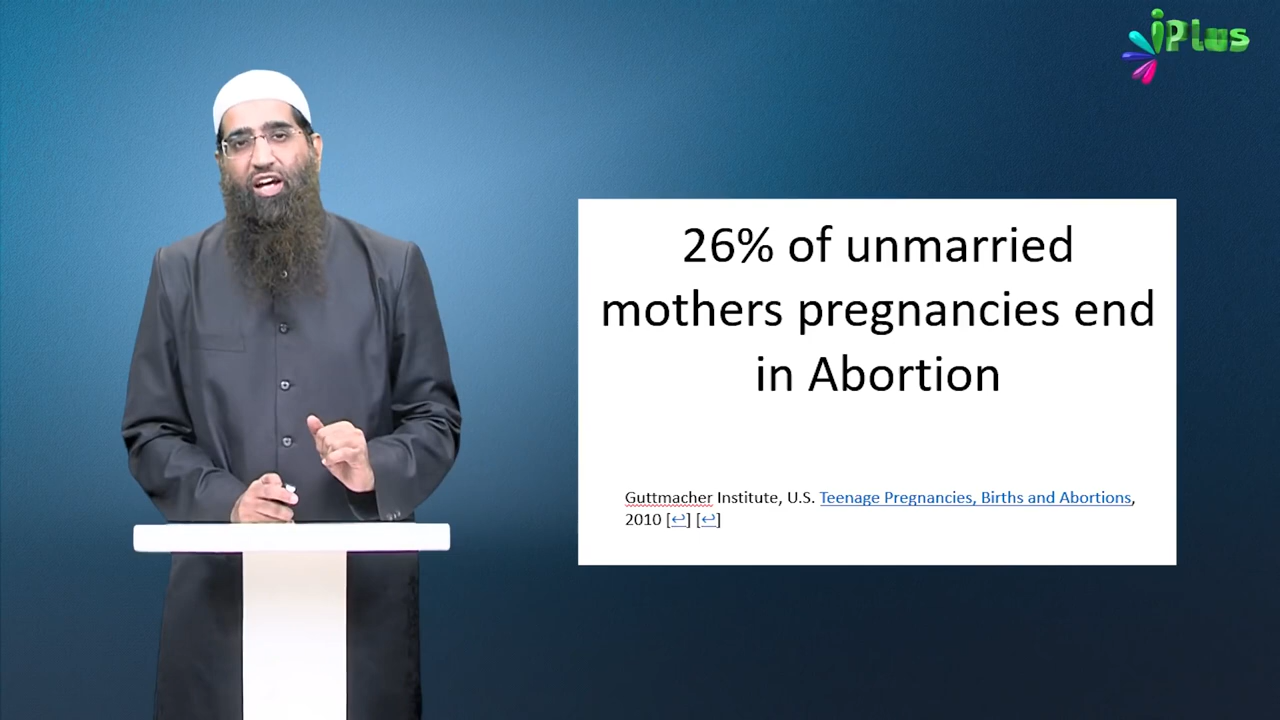 iPlus
26% of unmarried
mothers pregnancies end
in Abortion
Guttmacher Institute, U.S. Teenage Pregnancies, Births and Abortions,
2010 [↩] [↩]